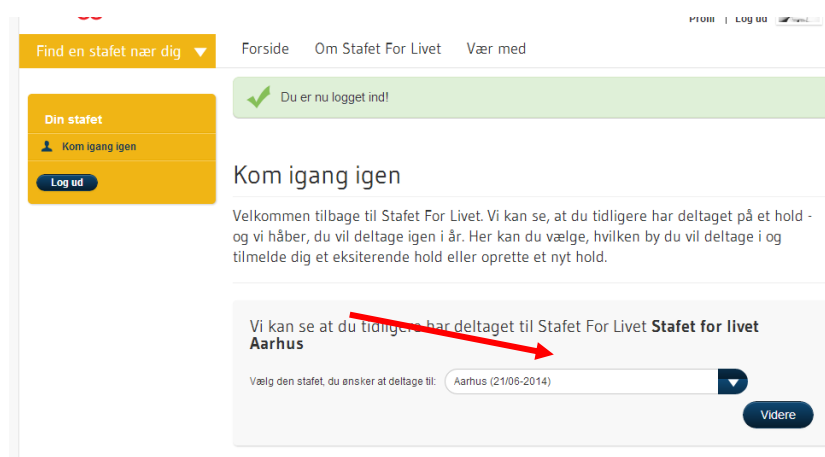 Profil | Log ud
Find en stafet nær dig
Forside Om Stafet For Livet Vær med
Du er nu logget ind!
Din stafet
Kom igang igen
Log ud
Kom igang igen
Velkommen tilbage til Stafet For Livet. Vi kan se, at du tidligere har deltaget på et hold -
og vi håber, du vil deltage igen i år. Her kan du vælge, hvilken by du vil deltage i og
tilmelde dig et eksiterende hold eller oprette et nyt hold.
Vi kan se at du tidligere har deltaget til Stafet For Livet Stafet for livet
Aarhus
Vælg den stafet, du ønsker at deltage til: Aarhus (21/06-2014)
Videre